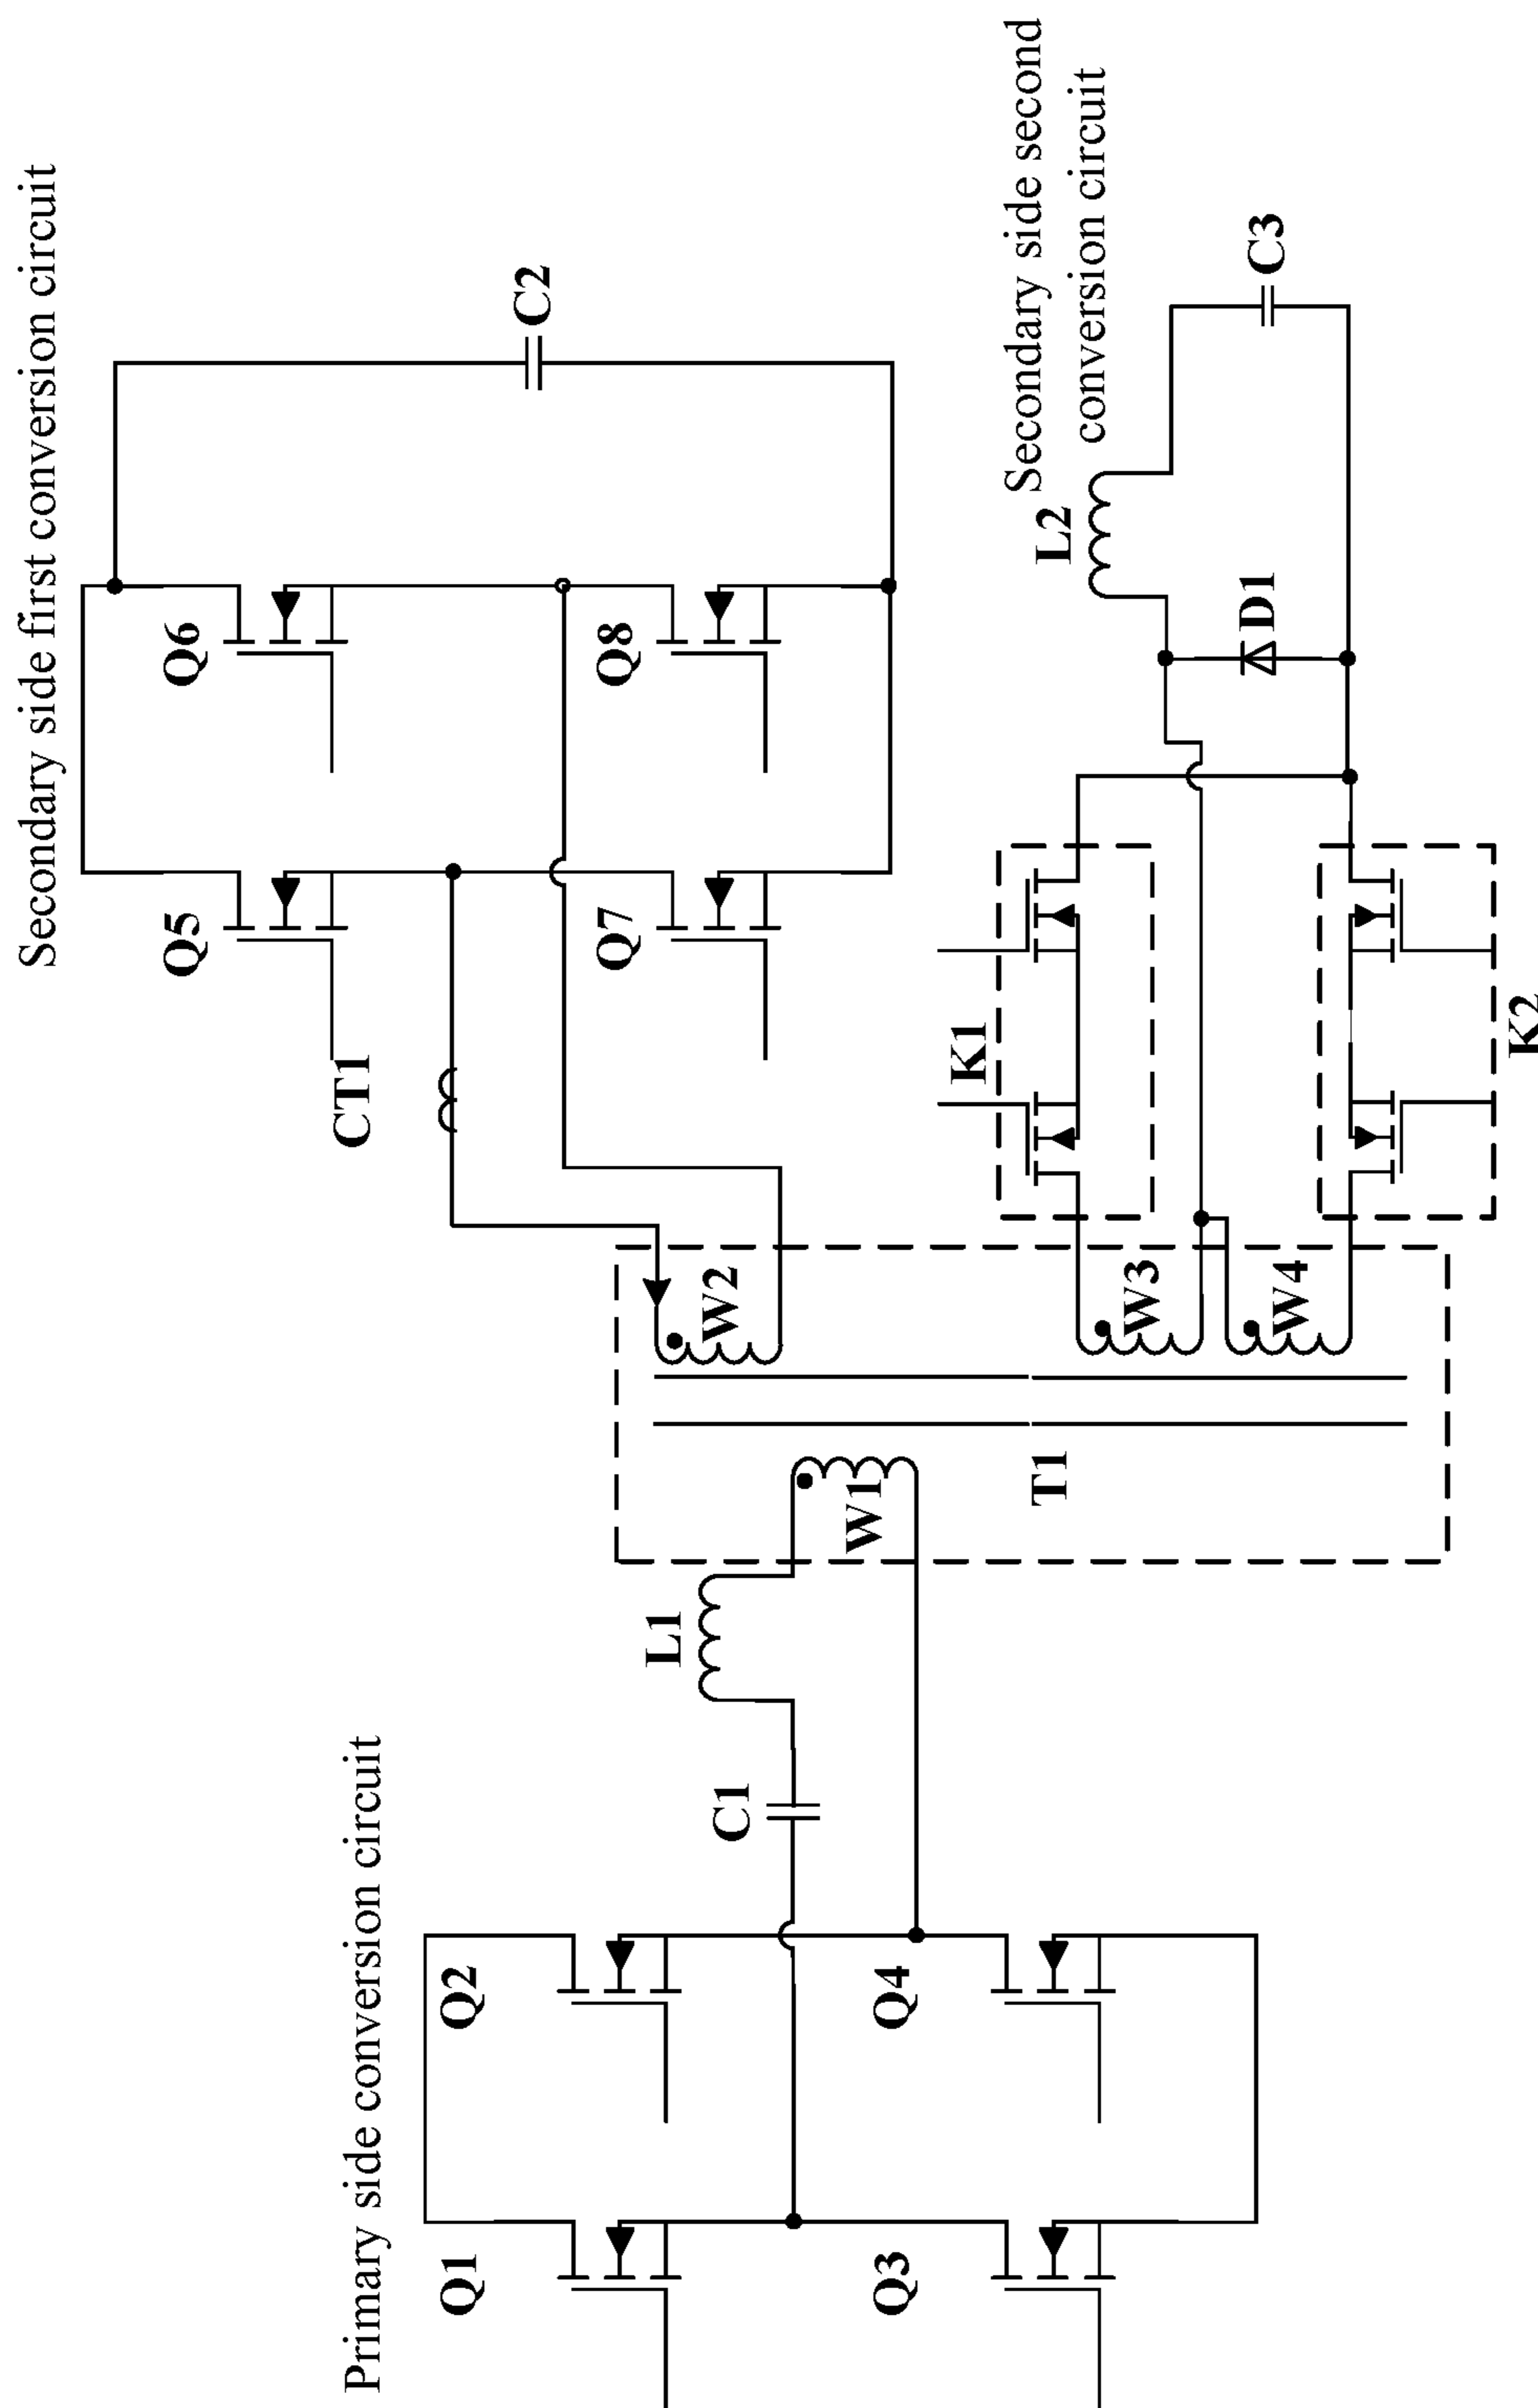 Secondary side first conversion circuit
Q5
Q6
CT1
Q7
Q8
C2
Primary side conversion circuit
Q1
Q2
C1
L1
Q3
Q4
W1
T1
W2
W3
W4
Secondary side second
conversion circuit
K1
K2
L2
D1
C3